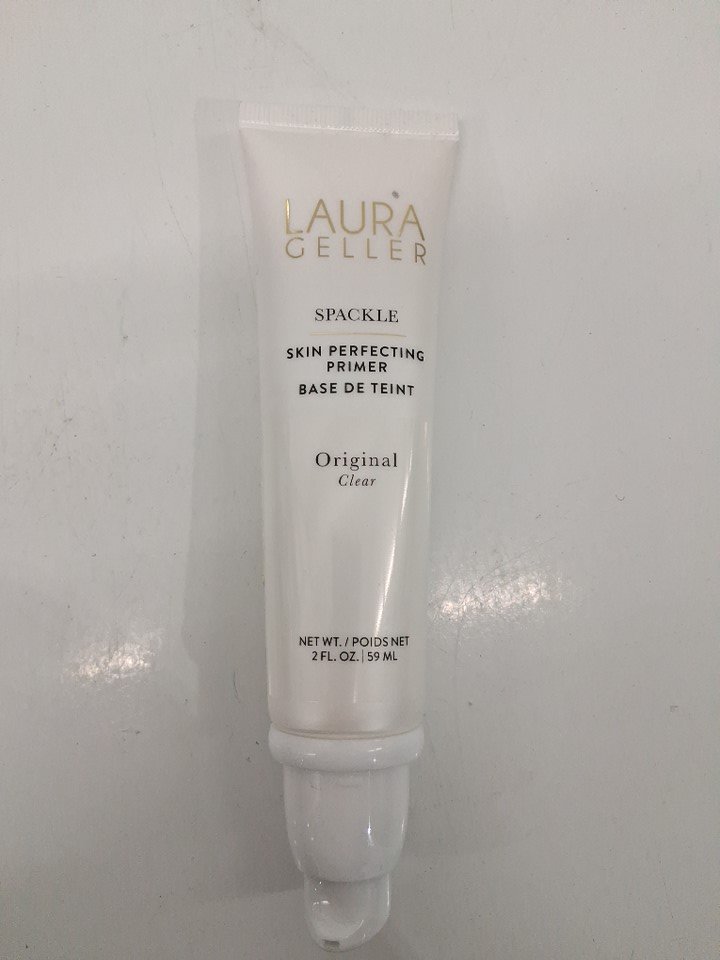 LAURA
GELLER
SPACKLE
SKIN PERFECTING
PRIMER
BASE DE TEINT
Original
Clear
NET WT. / POIDS NET
2 FL. OZ. | 59 ML